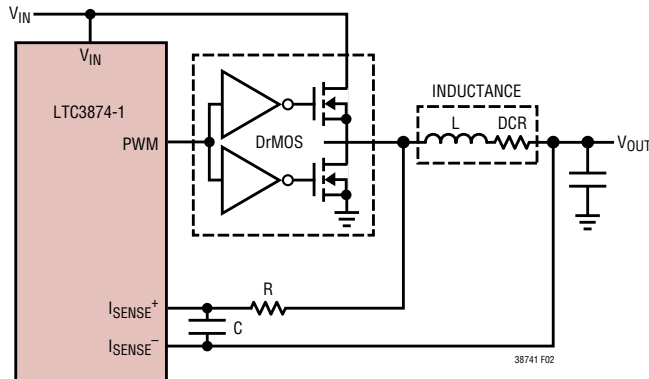 VIN
VIN
LTC3874-1
PWM
DrMOS
INDUCTANCE
L DCR
VOUT
R
ISENSE+
C
ISENSE–
38741 F02